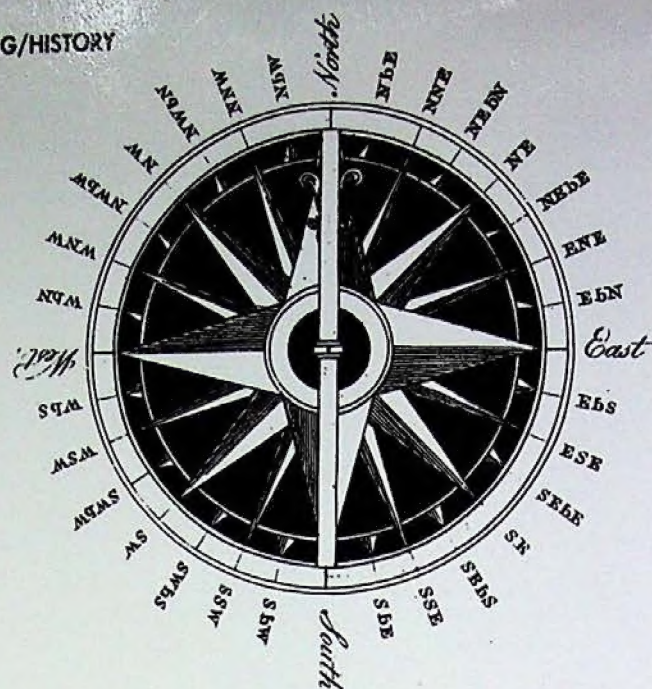 G/HISTORY
North
NbE
NNE
NEbN
NE
NEbE
ENE
EbN
East
EbS
ESE
SEbE
SE
SEbS
SSE
SbE
South
SbW
SSW
SWbS
SW
SWbW
WSW
WbS
West.
WbN
WNW
NWbW
NW
NWbN
NNW
NbW